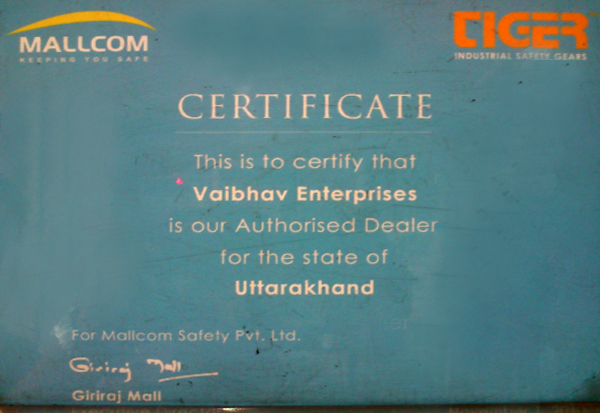 MALLCOM
KEEPING YOU SAFE
TIGER
INDUSTRIAL SAFETY GEARS
CERTIFICATE
This is to certify that
Vaibhav Enterprises
is our Authorised Dealer
for the state of
Uttarakhand
For Mallcom Safety Pvt. Ltd.
Giriraj Mall
Giriraj Mall